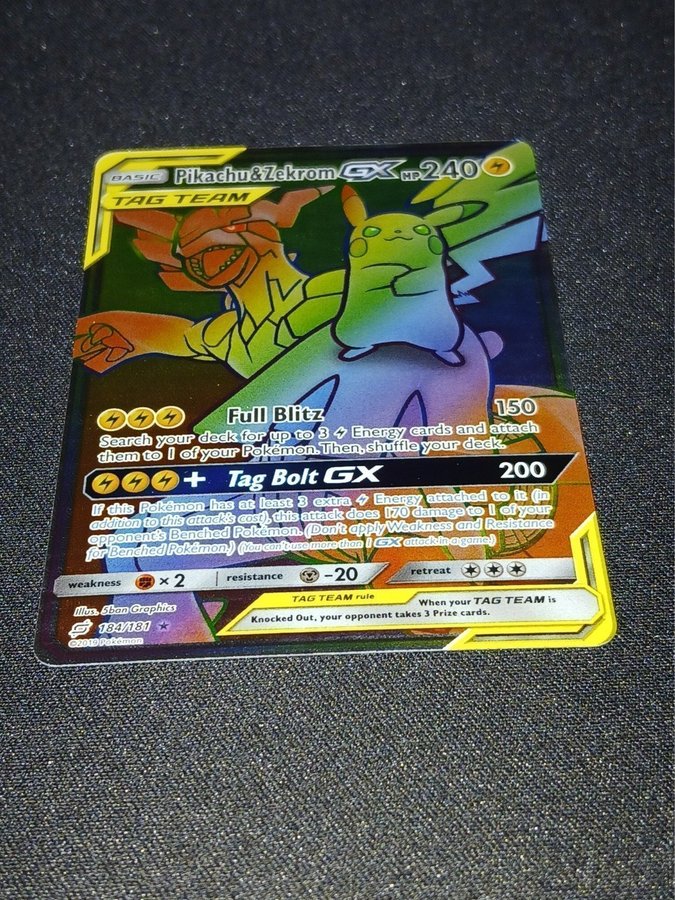 BASIC Pikachu&Zekrom GX HP 240
TAG TEAM
Full Blitz 150
Search your deck for up to 3 Energy cards and attach
them to 1 of your Pokémon. Then, shuffle your deck.
+ Tag Bolt GX 200
If this Pokémon has at least 3 extra Energy attached to it (in
addition to this attack's cost), this attack does 170 damage to 1 of your
opponent's Benched Pokémon. (Don't apply Weakness and Resistance
for Benched Pokémon.) (You can't use more than 1 GX attack in a game.)
weakness × 2 resistance -20 retreat
Illus. 5ban Graphics
TAG TEAM rule When your TAG TEAM is
Knocked Out, your opponent takes 3 Prize cards.
184/181
©2019 Pokémon